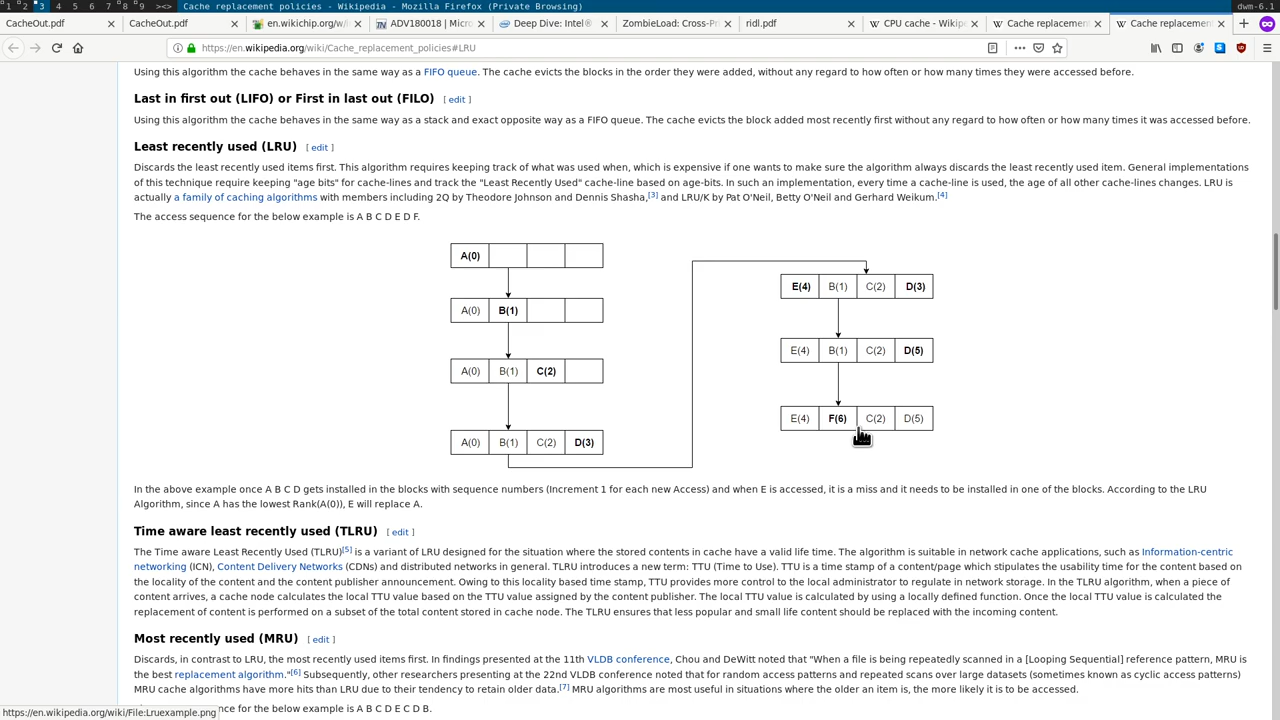 1 2 3 4 5 6 7 8 9 ><> Cache replacement policies - Wikipedia - Mozilla Firefox (Private Browsing) dwm-6.1
CacheOut.pdf × CacheOut.pdf × en.wikichip.org/w/i × ADV180018 | Micro × Deep Dive: Intel® × ZombieLoad: Cross-Pri × ridl.pdf × CPU cache - Wikip × Cache replacement × Cache replacement ×
https://en.wikipedia.org/wiki/Cache_replacement_policies#LRU
Using this algorithm the cache behaves in the same way as a FIFO queue. The cache evicts the blocks in the order they were added, without any regard to how often or how many times they were accessed before.
Last in first out (LIFO) or First in last out (FILO) [ edit ]
Using this algorithm the cache behaves in the same way as a stack and exact opposite way as a FIFO queue. The cache evicts the block added most recently first without any regard to how often or how many times it was accessed before.
Least recently used (LRU) [ edit ]
Discards the least recently used items first. This algorithm requires keeping track of what was used when, which is expensive if one wants to make sure the algorithm always discards the least recently used item. General implementations
of this technique require keeping "age bits" for cache-lines and track the "Least Recently Used" cache-line based on age-bits. In such an implementation, every time a cache-line is used, the age of all other cache-lines changes. LRU is
actually a family of caching algorithms with members including 2Q by Theodore Johnson and Dennis Shasha,[3] and LRU/K by Pat O'Neil, Betty O'Neil and Gerhard Weikum.[4]
The access sequence for the below example is A B C D E D F.
A(0)
A(0) B(1)
A(0) B(1) C(2)
A(0) B(1) C(2) D(3)
E(4) B(1) C(2) D(3)
E(4) B(1) C(2) D(5)
E(4) F(6) C(2) D(5)
In the above example once A B C D gets installed in the blocks with sequence numbers (Increment 1 for each new Access) and when E is accessed, it is a miss and it needs to be installed in one of the blocks. According to the LRU
Algorithm, since A has the lowest Rank(A(0)), E will replace A.
Time aware least recently used (TLRU) [ edit ]
The Time aware Least Recently Used (TLRU)[5] is a variant of LRU designed for the situation where the stored contents in cache have a valid life time. The algorithm is suitable in network cache applications, such as Information-centric
networking (ICN), Content Delivery Networks (CDNs) and distributed networks in general. TLRU introduces a new term: TTU (Time to Use). TTU is a time stamp of a content/page which stipulates the usability time for the content based on
the locality of the content and the content publisher announcement. Owing to this locality based time stamp, TTU provides more control to the local administrator to regulate in network storage. In the TLRU algorithm, when a piece of
content arrives, a cache node calculates the local TTU value based on the TTU value assigned by the content publisher. The local TTU value is calculated by using a locally defined function. Once the local TTU value is calculated the
replacement of content is performed on a subset of the total content stored in cache node. The TLRU ensures that less popular and small life content should be replaced with the incoming content.
Most recently used (MRU) [ edit ]
Discards, in contrast to LRU, the most recently used items first. In findings presented at the 11th VLDB conference, Chou and DeWitt noted that "When a file is being repeatedly scanned in a [Looping Sequential] reference pattern, MRU is
the best replacement algorithm."[6] Subsequently, other researchers presenting at the 22nd VLDB conference noted that for random access patterns and repeated scans over large datasets (sometimes known as cyclic access patterns)
MRU cache algorithms have more hits than LRU due to their tendency to retain older data.[7] MRU algorithms are most useful in situations where the older an item is, the more likely it is to be accessed.
nce for the below example is A B C D E C D B.
https://en.wikipedia.org/wiki/File:Lruexample.png